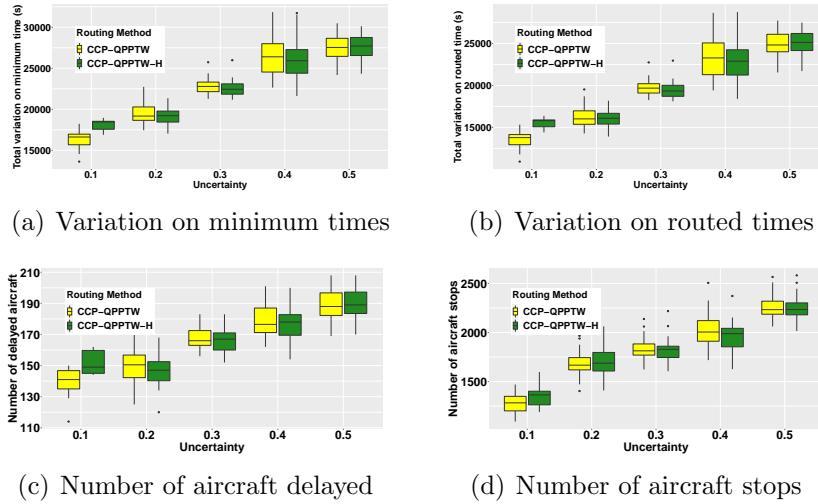 Total variation on minimum time (s)
30000
25000
20000
15000
Routing Method
CCP-QPPTW
CCP-QPPTW-H
0.1 0.2 0.3 0.4 0.5
Uncertainty
(a) Variation on minimum times
Total variation on routed time (s)
25000
20000
15000
Routing Method
CCP-QPPTW
CCP-QPPTW-H
0.1 0.2 0.3 0.4 0.5
Uncertainty
(b) Variation on routed times
Number of delayed aircraft
210
190
170
150
130
110
Routing Method
CCP-QPPTW
CCP-QPPTW-H
0.1 0.2 0.3 0.4 0.5
Uncertainty
(c) Number of aircraft delayed
Number of aircraft stops
2500
2000
1500
Routing Method
CCP-QPPTW
CCP-QPPTW-H
0.1 0.2 0.3 0.4 0.5
Uncertainty
(d) Number of aircraft stops